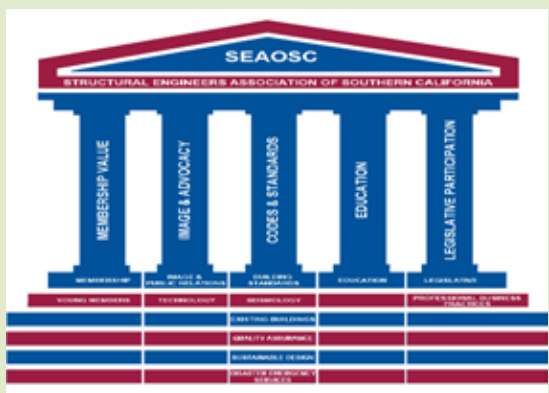 SEAOSC
STRUCTURAL ENGINEERS ASSOCIATION OF SOUTHERN CALIFORNIA
MEMBERSHIP VALUE
IMAGE & ADVOCACY
CODES & STANDARDS
EDUCATION
LEGISLATIVE PARTICIPATION
MEMBERSHIP
IMAGE &
PUBLIC RELATIONS
BUILDING
STANDARDS
EDUCATION
LEGISLATIVE
YOUNG MEMBERS
TECHNOLOGY
SEISMOLOGY
PROFESSIONAL BUSINESS
PRACTICES
EXISTING BUILDINGS
QUALITY ASSURANCE
SUSTAINABLE DESIGN
DISASTER EMERGENCY
SERVICES